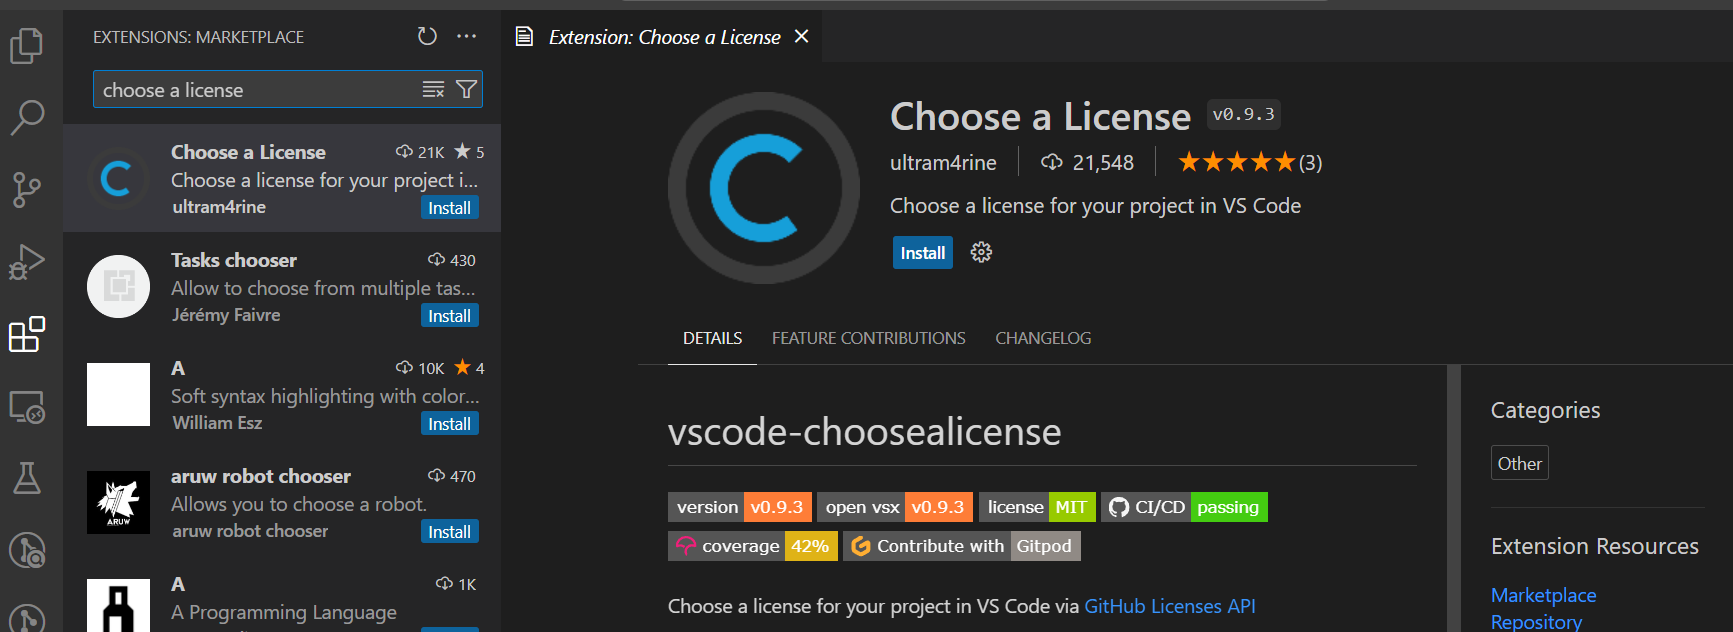 EXTENSIONS: MARKETPLACE
choose a license
Choose a License 21K 5
Choose a license for your project i...
ultram4rine Install
Tasks chooser 430
Allow to choose from multiple tas...
Jérémy Faivre Install
A 10K 4
Soft syntax highlighting with color...
William Esz Install
aruw robot chooser 470
Allows you to choose a robot.
aruw robot chooser Install
ARUW
A 1K
A Programming Language
Extension: Choose a License
Choose a License v0.9.3
ultram4rine 21,548 (3)
Choose a license for your project in VS Code
Install
DETAILS FEATURE CONTRIBUTIONS CHANGELOG
vscode-choosealicense
version v0.9.3 open vsx v0.9.3 license MIT CI/CD passing
coverage 42% Contribute with Gitpod
Choose a license for your project in VS Code via GitHub Licenses API
Categories
Other
Extension Resources
Marketplace
Repository